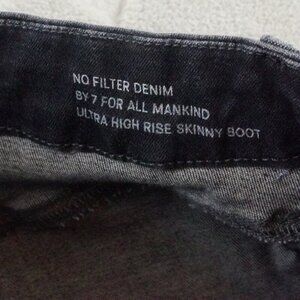 NO FILTER DENIM
BY 7 FOR ALL MANKIND
ULTRA HIGH RISE SKINNY BOOT